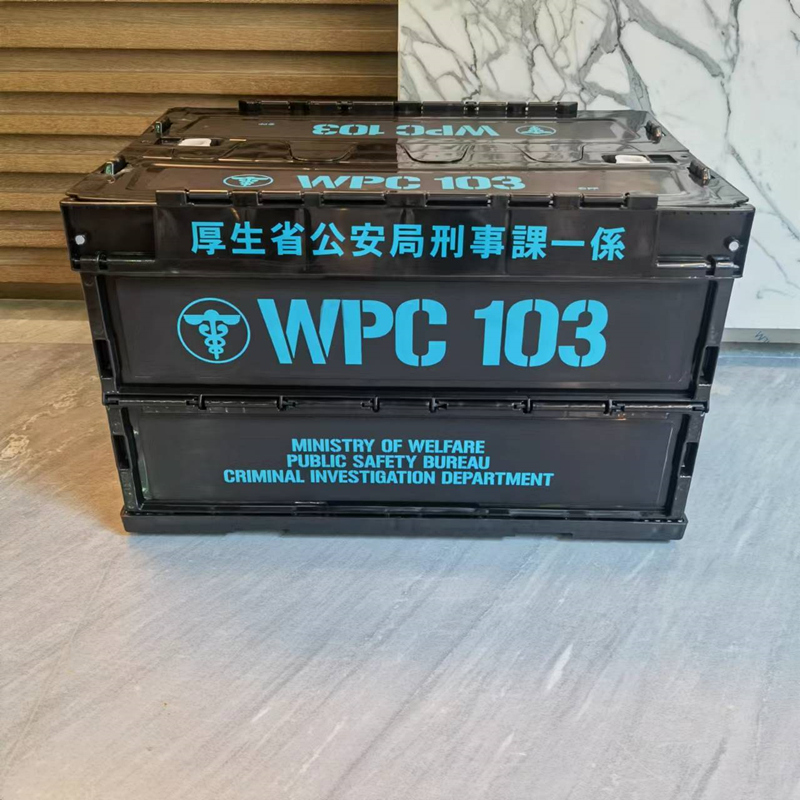 WPC 103
WPC 103
厚生省公安局刑事課一係
WPC 103
MINISTRY OF WELFARE
PUBLIC SAFETY BUREAU
CRIMINAL INVESTIGATION DEPARTMENT